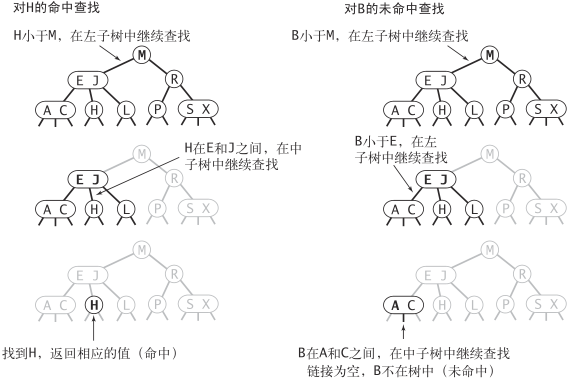 对H的命中查找
H小于M，在左子树中继续查找
M
E J
R
A C
H
L
P
S X
H在E和J之间，在中
子树中继续查找
M
E J
R
A C
H
L
P
S X
M
E J
R
A C
H
L
P
S X
找到H，返回相应的值（命中）
对B的未命中查找
B小于M，在左子树中继续查找
M
E J
R
A C
H
L
P
S X
B小于E，在左
子树中继续查找
M
E J
R
A C
H
L
P
S X
M
E J
R
A C
H
L
P
S X
B在A和C之间，在中子树中继续查找
链接为空，B不在树中（未命中）